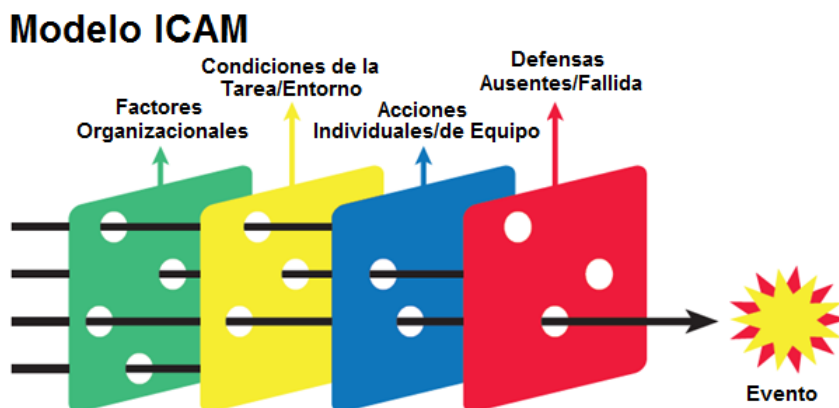 Modelo ICAM
Factores
Organizacionales
Condiciones de la
Tarea/Entorno
Acciones
Individuales/de Equipo
Defensas
Ausentes/Fallida
Evento